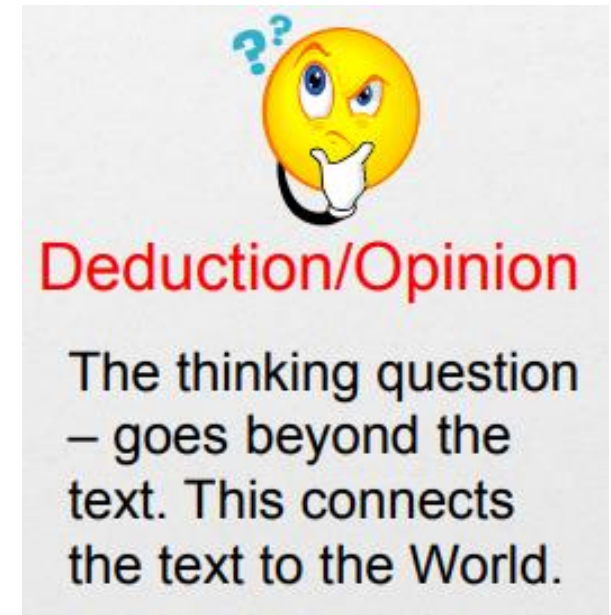 ??
Deduction/Opinion
The thinking question
– goes beyond the
text. This connects
the text to the World.